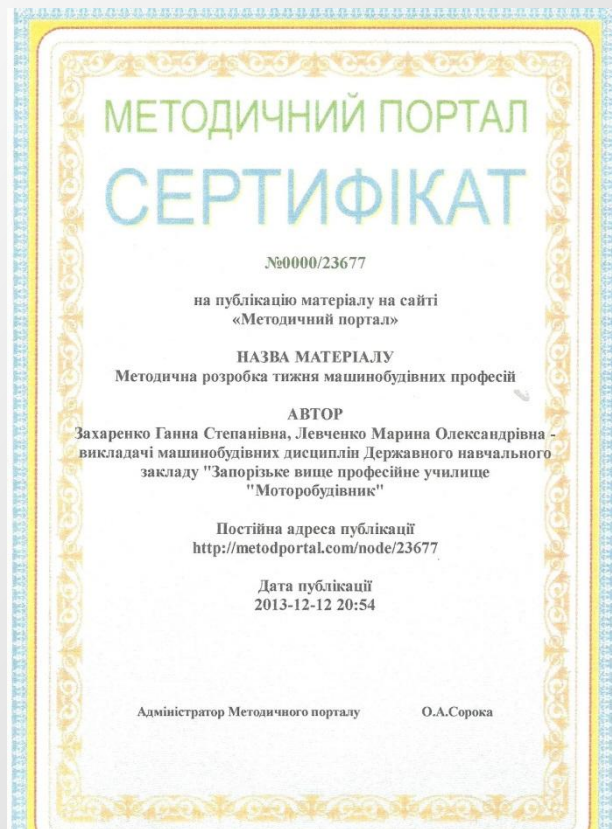 МЕТОДИЧНИЙ ПОРТАЛ
СЕРТИФІКАТ
№0000/23677
на публікацію матеріалу на сайті
«Методичний портал»
НАЗВА МАТЕРІАЛУ
Методична розробка тижня машинобудівних професій
АВТОР
Захаренко Ганна Степанівна, Левченко Марина Олександрівна -
викладачі машинобудівних дисциплін Державного навчального
закладу "Запорізьке вище професійне училище
"Моторобудівник"
Постійна адреса публікації
http://metodportal.com/node/23677
Дата публікації
2013-12-12 20:54
Адміністратор Методичного порталу О.А.Сорока